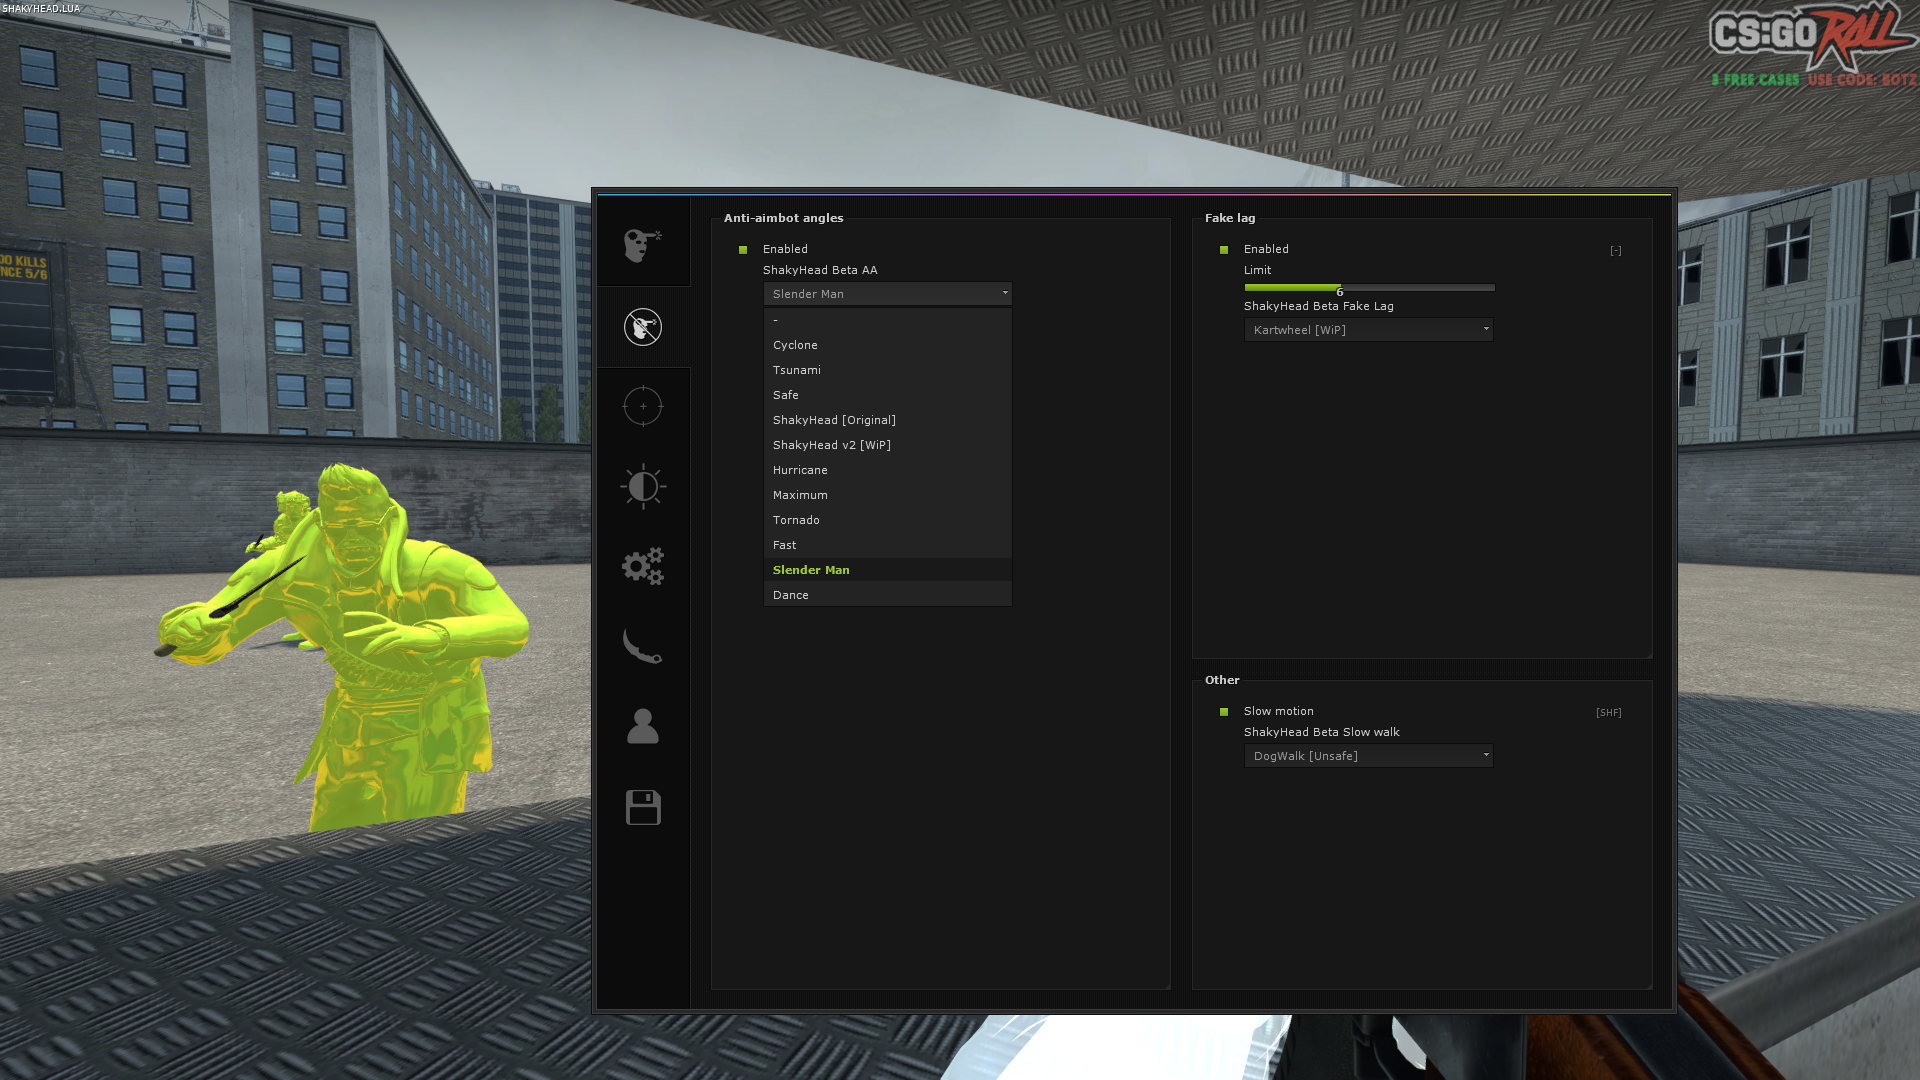 SHAKYHEAD.LUA
CS:GO ROLL
3 FREE CASES USE CODE: BOTZ
OO KILLS
NCE 5/6
Anti-aimbot angles
Enabled
ShakyHead Beta AA
Slender Man
-
Cyclone
Tsunami
Safe
ShakyHead [Original]
ShakyHead v2 [WiP]
Hurricane
Maximum
Tornado
Fast
Slender Man
Dance
Fake lag
Enabled
[-]
Limit
6
ShakyHead Beta Fake Lag
Kartwheel [WiP]
Other
Slow motion
[SHF]
ShakyHead Beta Slow walk
DogWalk [Unsafe]